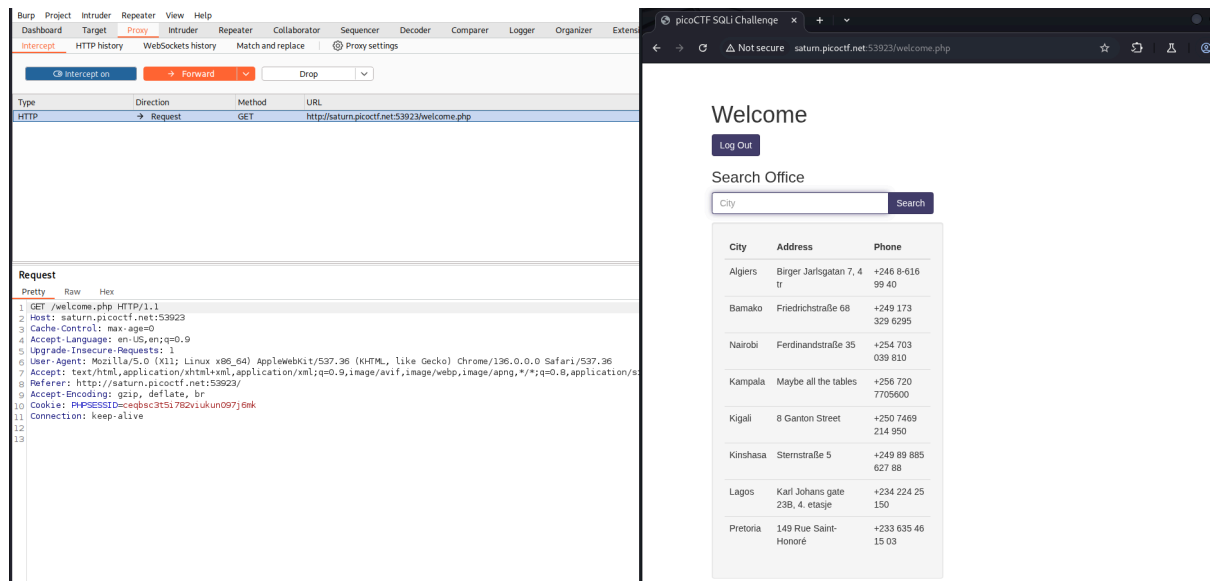 Burp Project Intruder Repeater View Help
Dashboard Target Proxy Intruder Repeater Collaborator Sequencer Decoder Comparer Logger Organizer Extensi
Intercept HTTP history WebSockets history Match and replace Proxy settings
Intercept on Forward Drop
Type Direction Method URL
HTTP → Request GET http://saturn.picoctf.net:53923/welcome.php
Request
Pretty Raw Hex
1 GET /welcome.php HTTP/1.1
2 Host: saturn.picoctf.net:53923
3 Cache-Control: max-age=0
4 Accept-Language: en-US,en;q=0.9
5 Upgrade-Insecure-Requests: 1
6 User-Agent: Mozilla/5.0 (X11; Linux x86_64) AppleWebKit/537.36 (KHTML, like Gecko) Chrome/136.0.0.0 Safari/537.36
7 Accept: text/html,application/xhtml+xml,application/xml;q=0.9,image/avif,image/webp,image/apng,*/*;q=0.8,application/si
8 Referer: http://saturn.picoctf.net:53923/
9 Accept-Encoding: gzip, deflate, br
10 Cookie: PHPSESSID=ceqbsc3t5i782viukun097j6mk
11 Connection: keep-alive
12
13
picoCTF SQLi Challenge
Not secure saturn.picoctf.net:53923/welcome.php
Welcome
Log Out
Search Office
City Search
City Address Phone
Algiers Birger Jarlsgatan 7, 4 +246 8-616
tr 99 40
Bamako Friedrichstraße 68 +249 173
329 6295
Nairobi Ferdinandstraße 35 +254 703
039 810
Kampala Maybe all the tables +256 720
7705600
Kigali 8 Ganton Street +250 7469
214 950
Kinshasa Sternstraße 5 +249 89 885
627 88
Lagos Karl Johans gate +234 224 25
23B, 4. etasje 150
Pretoria 149 Rue Saint- +233 635 46
Honoré 15 03